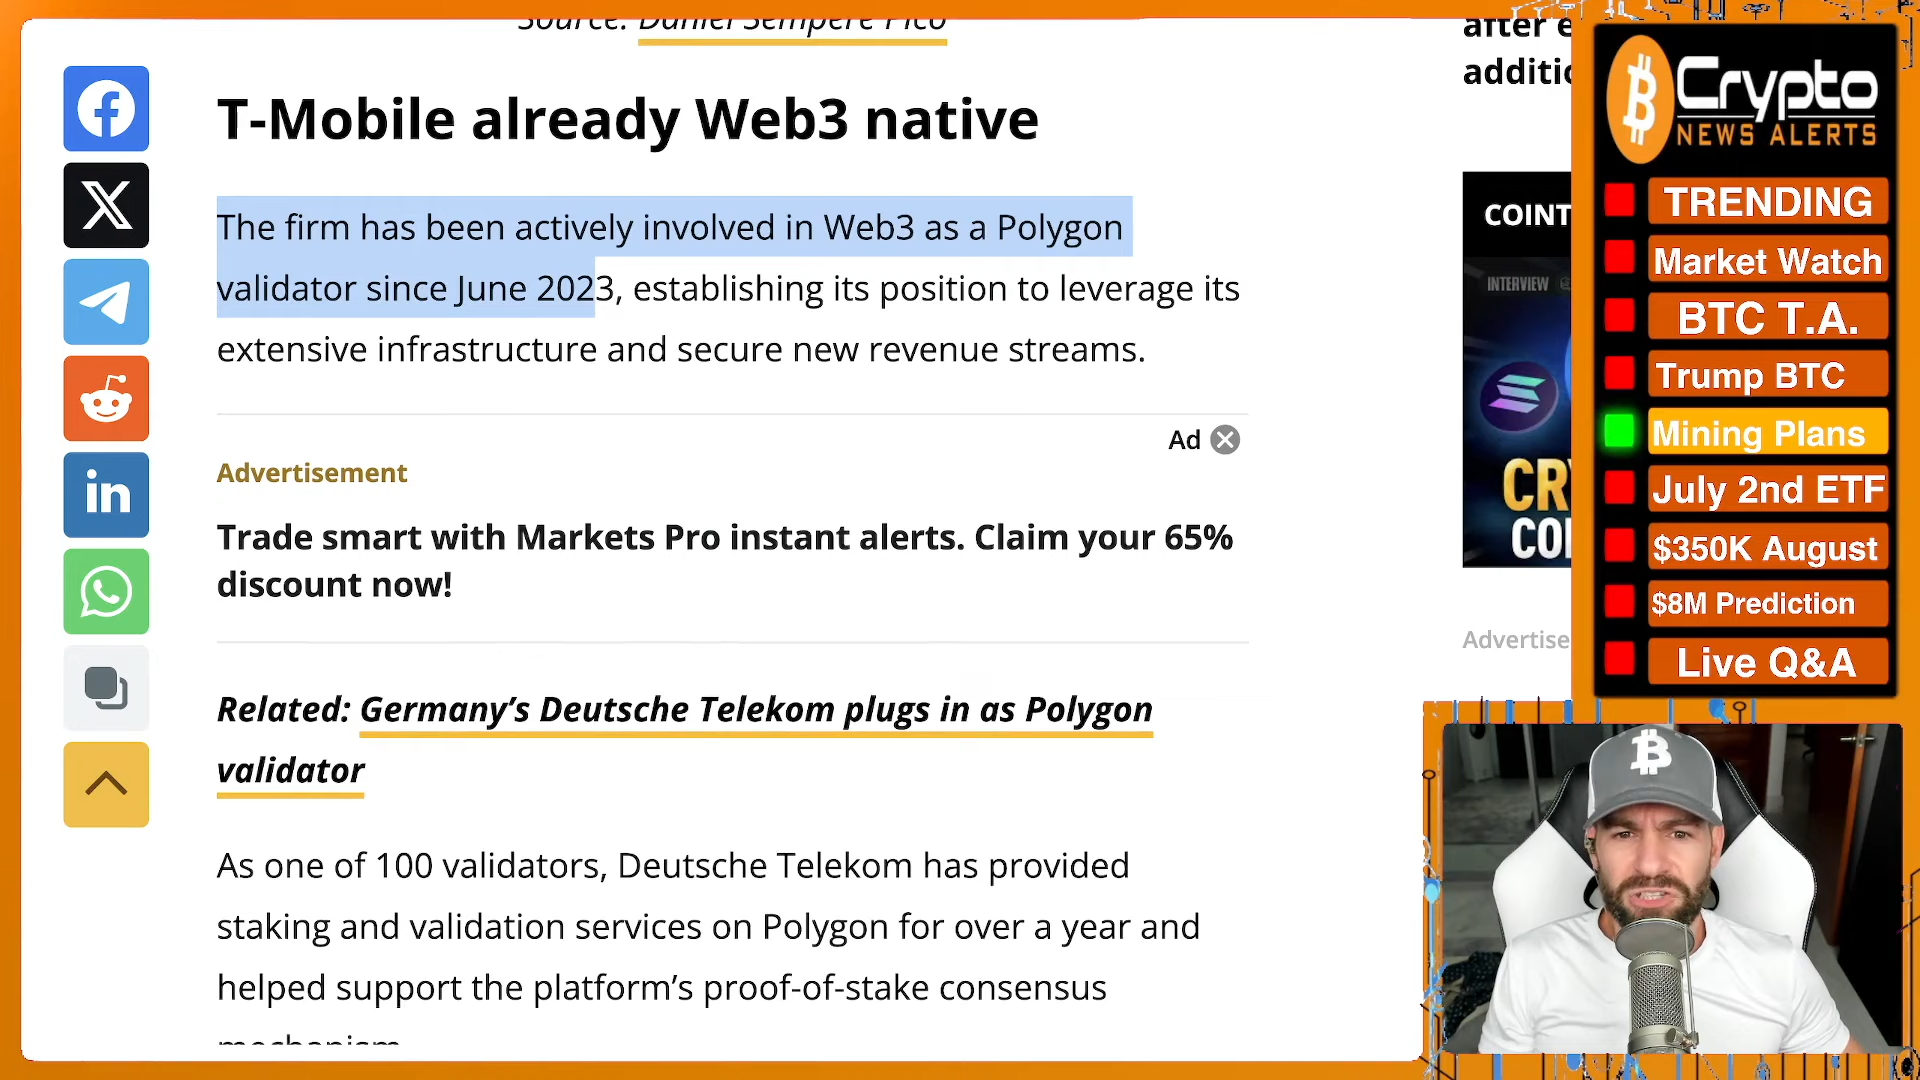 Source: Daniel Sempere Pico
T-Mobile already Web3 native
The firm has been actively involved in Web3 as a Polygon
validator since June 2023, establishing its position to leverage its
extensive infrastructure and secure new revenue streams.
Ad
Advertisement
Trade smart with Markets Pro instant alerts. Claim your 65%
discount now!
Related: Germany’s Deutsche Telekom plugs in as Polygon
validator
As one of 100 validators, Deutsche Telekom has provided
staking and validation services on Polygon for over a year and
helped support the platform’s proof-of-stake consensus
mechanism
after
additio
COINT
INTERVIEW
CR
CO
Advertise
Crypto
NEWS ALERTS
TRENDING
Market Watch
BTC T.A.
Trump BTC
Mining Plans
July 2nd ETF
$350K August
$8M Prediction
Live Q&A